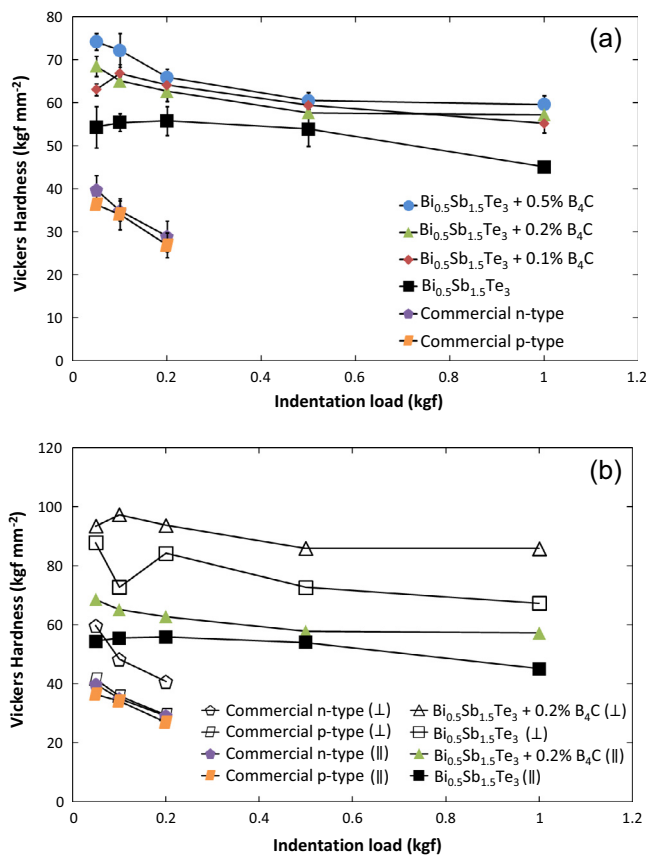 (a)
Vickers Hardness (kgf mm⁻²)
80
70
60
50
40
30
20
10
0
Bi₀.₅Sb₁.₅Te₃ + 0.5% B₄C
Bi₀.₅Sb₁.₅Te₃ + 0.2% B₄C
Bi₀.₅Sb₁.₅Te₃ + 0.1% B₄C
Bi₀.₅Sb₁.₅Te₃
Commercial n-type
Commercial p-type
0 0.2 0.4 0.6 0.8 1 1.2
Indentation load (kgf)
(b)
Vickers Hardness (kgf mm⁻²)
120
100
80
60
40
20
0
Commercial n-type (⊥)
Commercial p-type (⊥)
Commercial n-type (∥)
Commercial p-type (∥)
Bi₀.₅Sb₁.₅Te₃ + 0.2% B₄C (⊥)
Bi₀.₅Sb₁.₅Te₃ (⊥)
Bi₀.₅Sb₁.₅Te₃ + 0.2% B₄C (∥)
Bi₀.₅Sb₁.₅Te₃ (∥)
0 0.2 0.4 0.6 0.8 1 1.2
Indentation load (kgf)